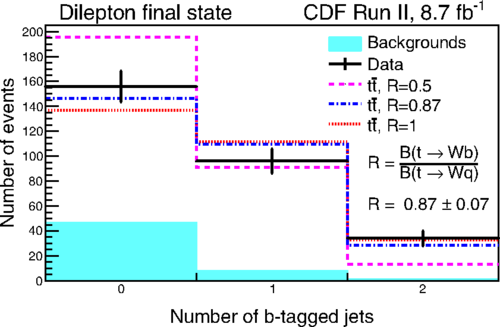 Dilepton final state CDF Run II, 8.7 fb⁻¹
Number of events
200
180
160
140
120
100
80
60
40
20
0
Backgrounds
Data
tt̄, R=0.5
tt̄, R=0.87
tt̄, R=1
R = B(t → Wb)
B(t → Wq)
R = 0.87 ± 0.07
0 1 2
Number of b-tagged jets